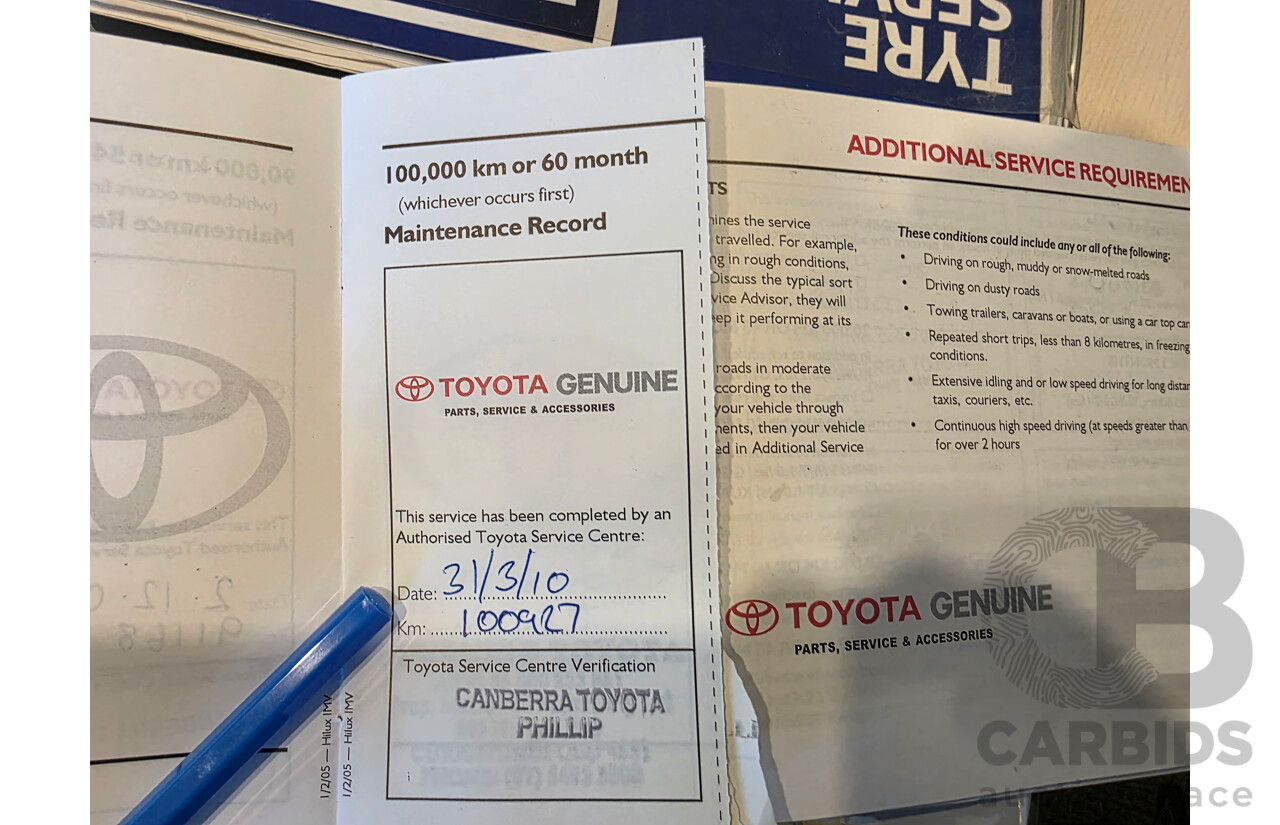 TYRE
100,000 km or 60 month
(whichever occurs first)
Maintenance Record
TOYOTA GENUINE
PARTS, SERVICE & ACCESSORIES
This service has been completed by an
Authorised Toyota Service Centre:
Date: 31/3/10
Km: 100927
Toyota Service Centre Verification
CANBERRA TOYOTA
PHILLIP
1/2/05 — Hilux IMV
1/2/05 — Hilux IMV
ADDITIONAL SERVICE REQUIREMEN
TS
ines the service
travelled. For example,
ng in rough conditions,
Discuss the typical sort
vice Advisor, they will
ep it performing at its
roads in moderate
ccording to the
your vehicle through
nents, then your vehicle
ed in Additional Service
These conditions could include any or all of the following:
• Driving on rough, muddy or snow-melted roads
• Driving on dusty roads
• Towing trailers, caravans or boats, or using a car top car
• Repeated short trips, less than 8 kilometres, in freezing
conditions.
• Extensive idling and or low speed driving for long distan
taxis, couriers, etc.
• Continuous high speed driving (at speeds greater than
for over 2 hours
TOYOTA GENUINE
PARTS, SERVICE & ACCESSORIES
CARBIDS